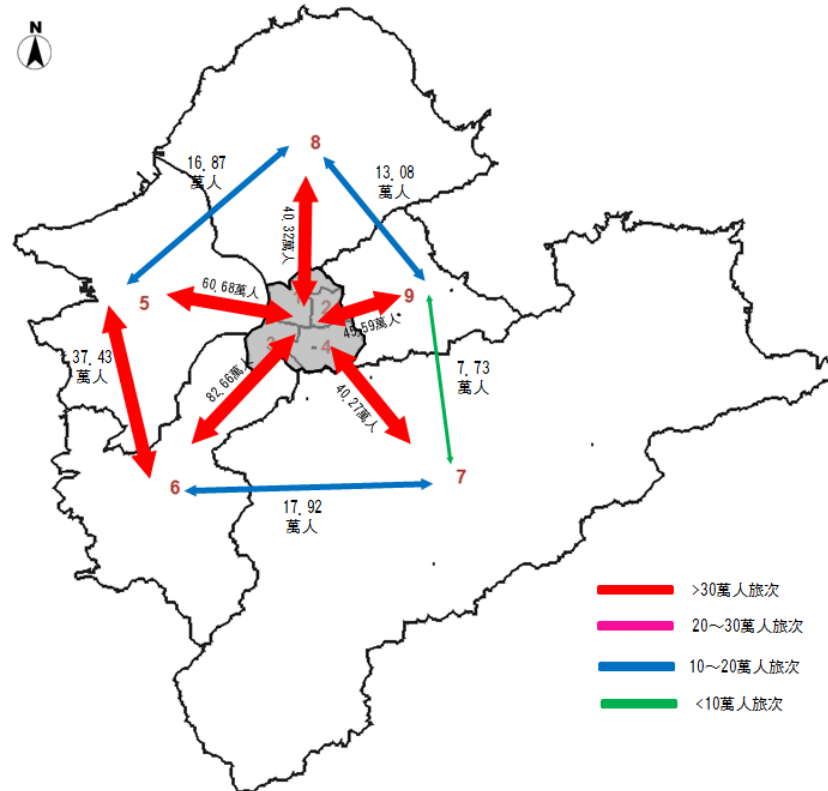 N
8
16.87
萬人
13.08
萬人
40.32萬人
60.68萬人
5
1
2
9
45.59萬人
3
4
37.43
萬人
82.66萬人
40.27萬人
7.73
萬人
6
7
17.92
萬人
>30萬人旅次
20～30萬人旅次
10～20萬人旅次
<10萬人旅次